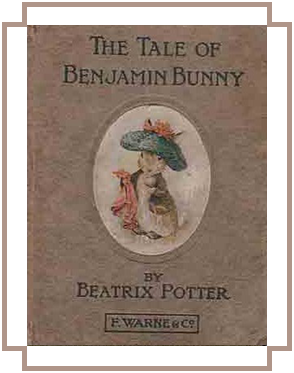 THE TALE OF
BENJAMIN BUNNY
BY
BEATRIX POTTER
F. WARNE & Co